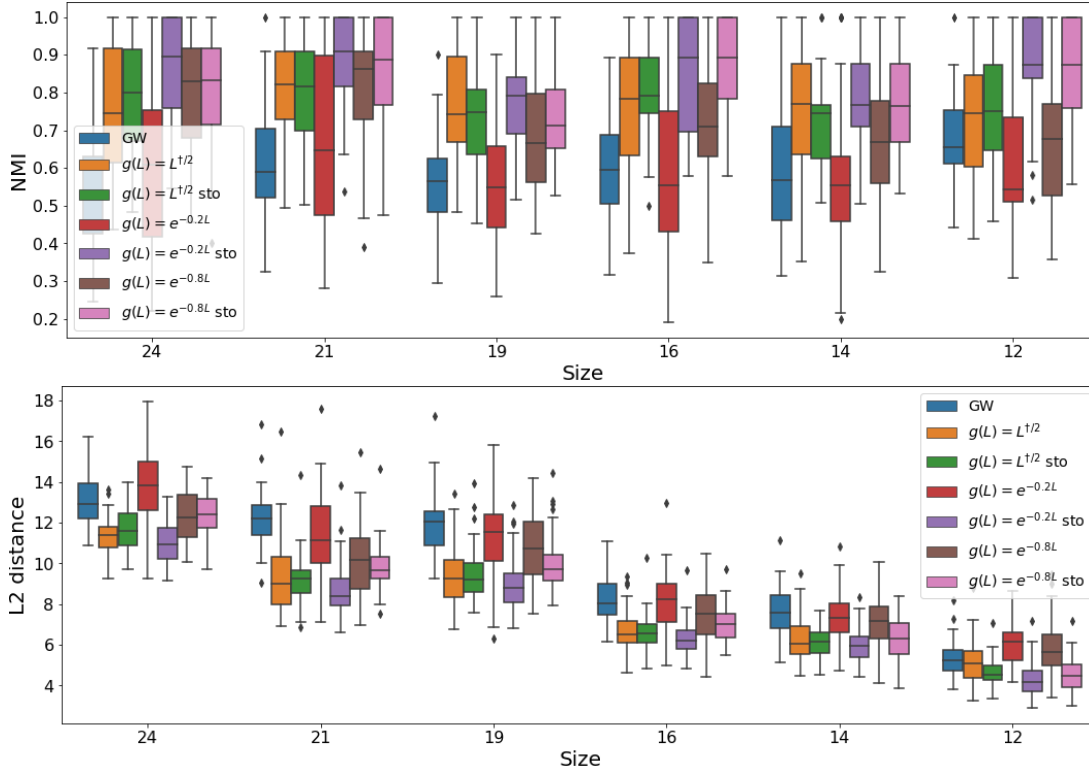 1.0
0.9
0.8
0.7
0.6
0.5
0.4
0.3
0.2
NMI
GW
g(L) = L^{†/2}
g(L) = L^{†/2} sto
g(L) = e^{−0.2L}
g(L) = e^{−0.2L} sto
g(L) = e^{−0.8L}
g(L) = e^{−0.8L} sto
24 21 19 16 14 12
Size
18
16
14
12
10
8
6
4
L2 distance
GW
g(L) = L^{†/2}
g(L) = L^{†/2} sto
g(L) = e^{−0.2L}
g(L) = e^{−0.2L} sto
g(L) = e^{−0.8L}
g(L) = e^{−0.8L} sto
24 21 19 16 14 12
Size